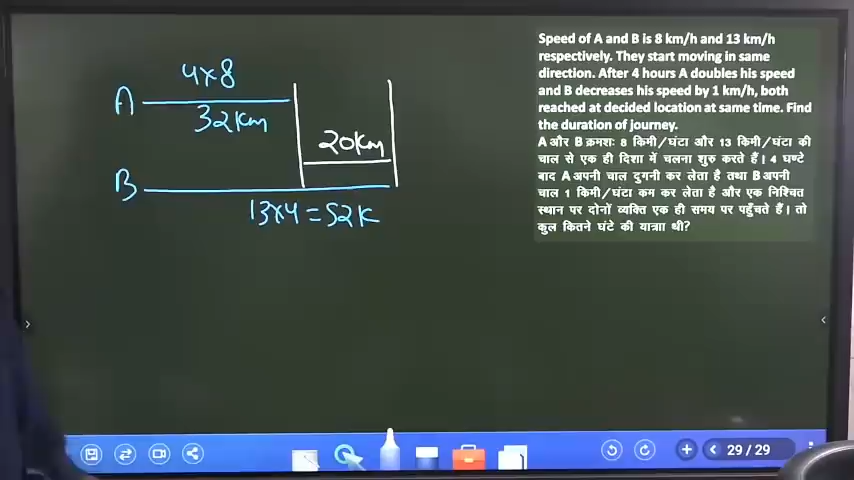 4×8
A
32km
20km
B
13×4=52k
Speed of A and B is 8 km/h and 13 km/h
respectively. They start moving in same
direction. After 4 hours A doubles his speed
and B decreases his speed by 1 km/h, both
reached at decided location at same time. Find
the duration of journey.
A और B क्रमशः 8 किमी/घंटा और 13 किमी/घंटा की
चाल से एक ही दिशा में चलना शुरू करते हैं। 4 घण्टे
बाद A अपनी चाल दुगनी कर लेता है तथा B अपनी
चाल 1 किमी/घंटा कम कर लेता है और एक निश्चित
स्थान पर दोनों व्यक्ति एक ही समय पर पहुँचते हैं। तो
कुल कितने घंटे की यात्राा थी?
29 / 29